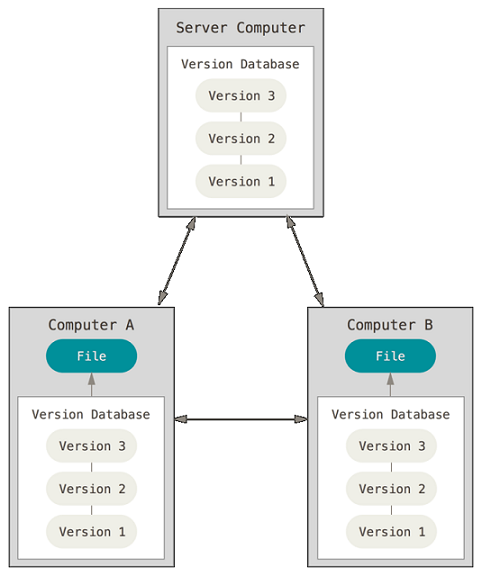 Server Computer
Version Database
Version 3
Version 2
Version 1
Computer A
File
Version Database
Version 3
Version 2
Version 1
Computer B
File
Version Database
Version 3
Version 2
Version 1